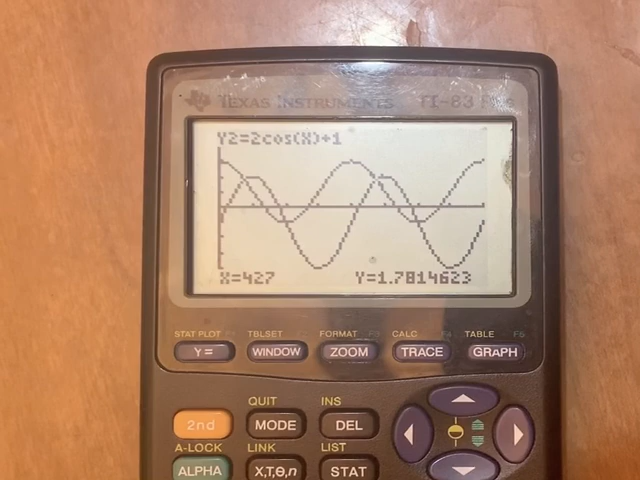 TEXAS INSTRUMENTS TI-83 Plus
Y2=2cos(X)+1
X=427 Y=1.7814623
STAT PLOT F1 TBLSET F2 FORMAT F3 CALC F4 TABLE F5
Y= WINDOW ZOOM TRACE GRAPH
QUIT INS
2nd MODE DEL
A-LOCK LINK LIST
ALPHA X,T,Θ,n STAT